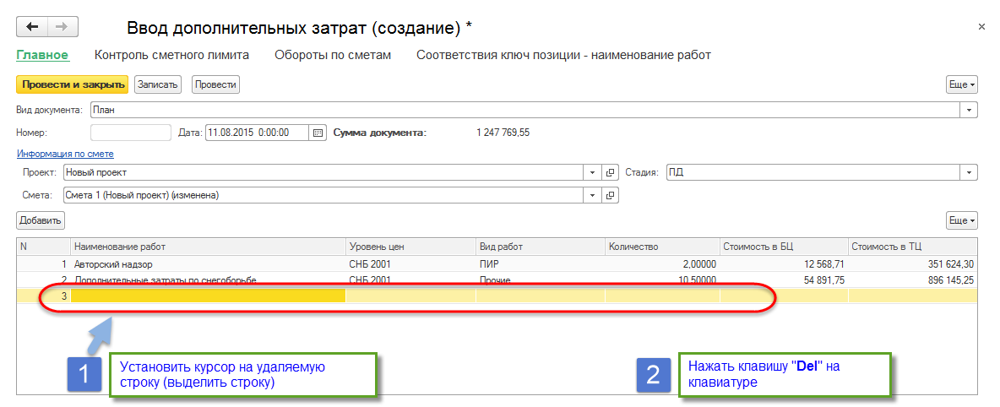 Ввод дополнительных затрат (создание) *
×
Главное Контроль сметного лимита Обороты по сметам Соответствия ключ позиции - наименование работ
Провести и закрыть Записать Провести Еще
Вид документа: План
Номер: Дата: 11.08.2015 0:00:00 Сумма документа: 1 247 769,55
Информация по смете
Проект: Новый проект Стадия: ПД
Смета: Смета 1 (Новый проект) (изменена)
Добавить Еще
N Наименование работ Уровень цен Вид работ Количество Стоимость в БЦ Стоимость в ТЦ
1 Авторский надзор СНБ 2001 ПИР 2,00000 12 568,71 351 624,30
2 Дополнительные затраты по снегоборьбе СНБ 2001 Прочие 10,50000 54 891,75 896 145,25
3
1 Установить курсор на удаляемую
строку (выделить строку)
2 Нажать клавишу "Del" на
клавиатуре